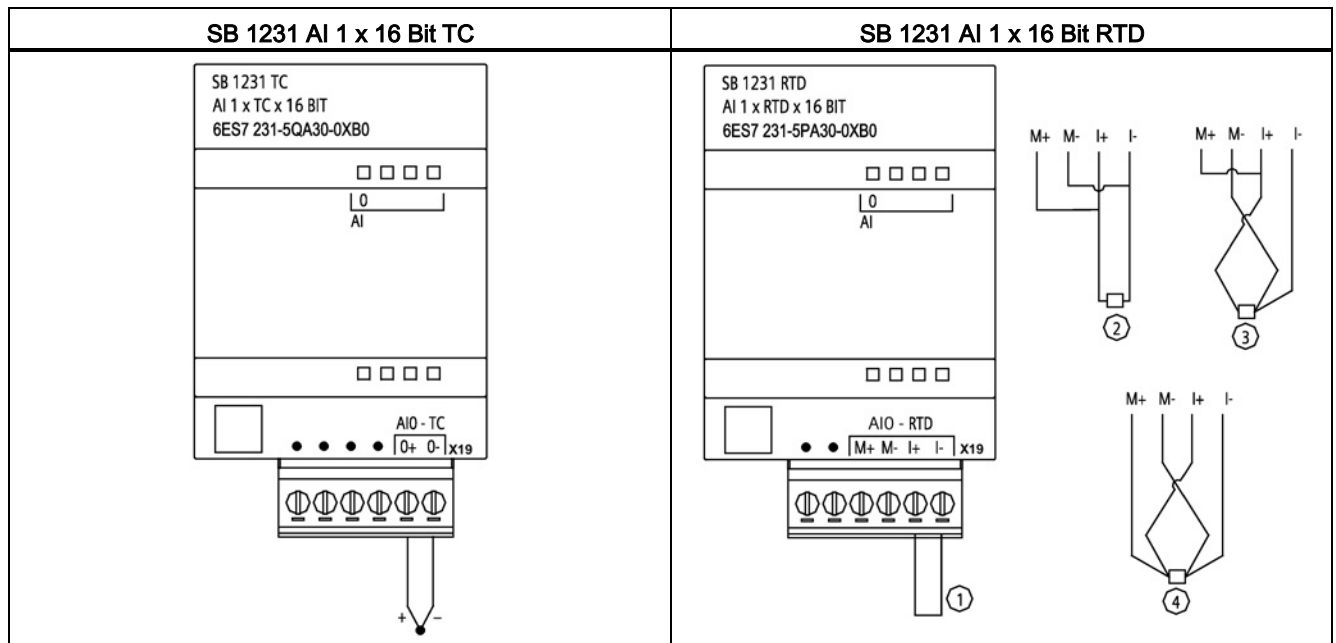 SB 1231 AI 1 x 16 Bit TC
SB 1231 AI 1 x 16 Bit RTD
SB 1231 TC
AI 1 x TC x 16 BIT
6ES7 231-5QA30-0XB0
0
AI
AI0 - TC
0+ 0- X19
+ −
SB 1231 RTD
AI 1 x RTD x 16 BIT
6ES7 231-5PA30-0XB0
0
AI
AI0 - RTD
M+ M- I+ I- X19
1
M+ M- I+ I-
2
M+ M- I+ I-
3
M+ M- I+ I-
4